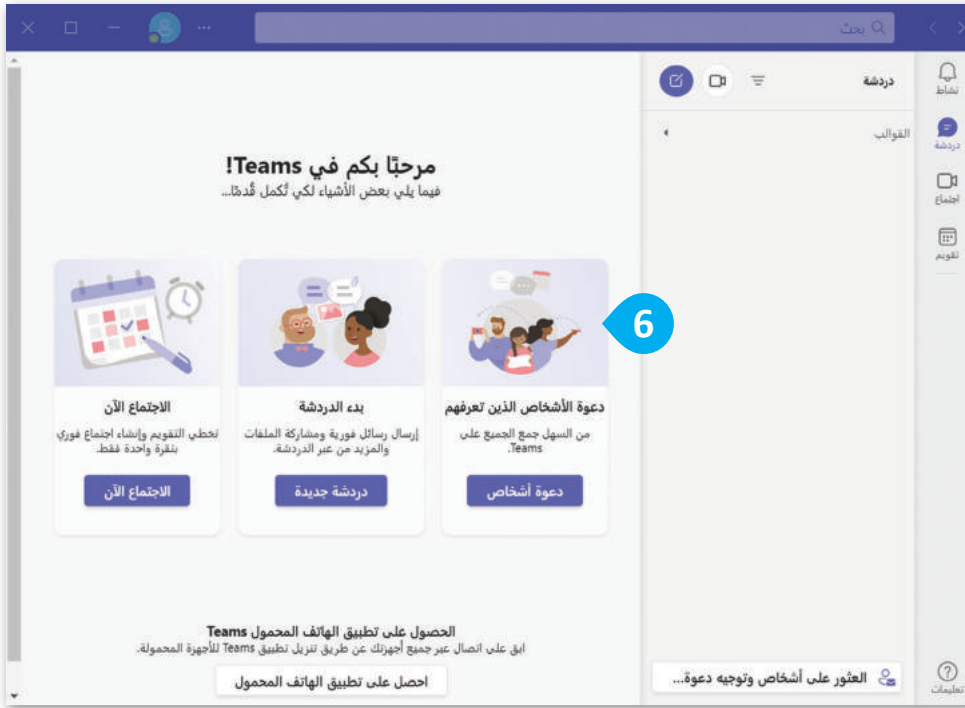 بحث
نشاط
دردشة
اجتماع
تقويم
تعليمات
دردشة
القوالب
العثور على أشخاص وتوجيه دعوة...
مرحبًا بكم في Teams!
فيما يلي بعض الأشياء لكي تُكمل قُدمًا...
6
دعوة الأشخاص الذين تعرفهم
من السهل جمع الجميع على
Teams.
دعوة أشخاص
بدء الدردشة
إرسال رسائل فورية ومشاركة الملفات
والمزيد من عبر الدردشة.
دردشة جديدة
الاجتماع الآن
تخطي التقويم وإنشاء اجتماع فوري
بنقرة واحدة فقط.
الاجتماع الآن
الحصول على تطبيق الهاتف المحمول Teams
ابق على اتصال عبر جميع أجهزتك عن طريق تنزيل تطبيق Teams للأجهزة المحمولة.
احصل على تطبيق الهاتف المحمول